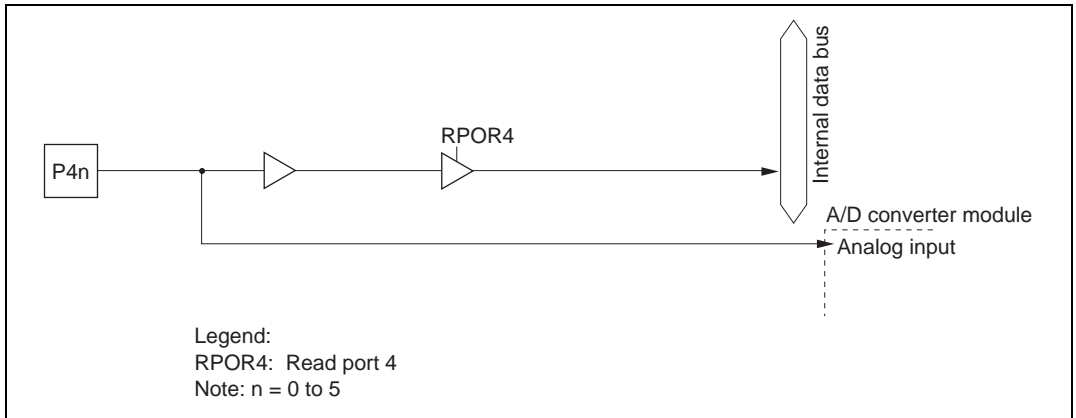 RPOR4
P4n
Internal data bus
A/D converter module
Analog input
Legend:
RPOR4: Read port 4
Note: n = 0 to 5